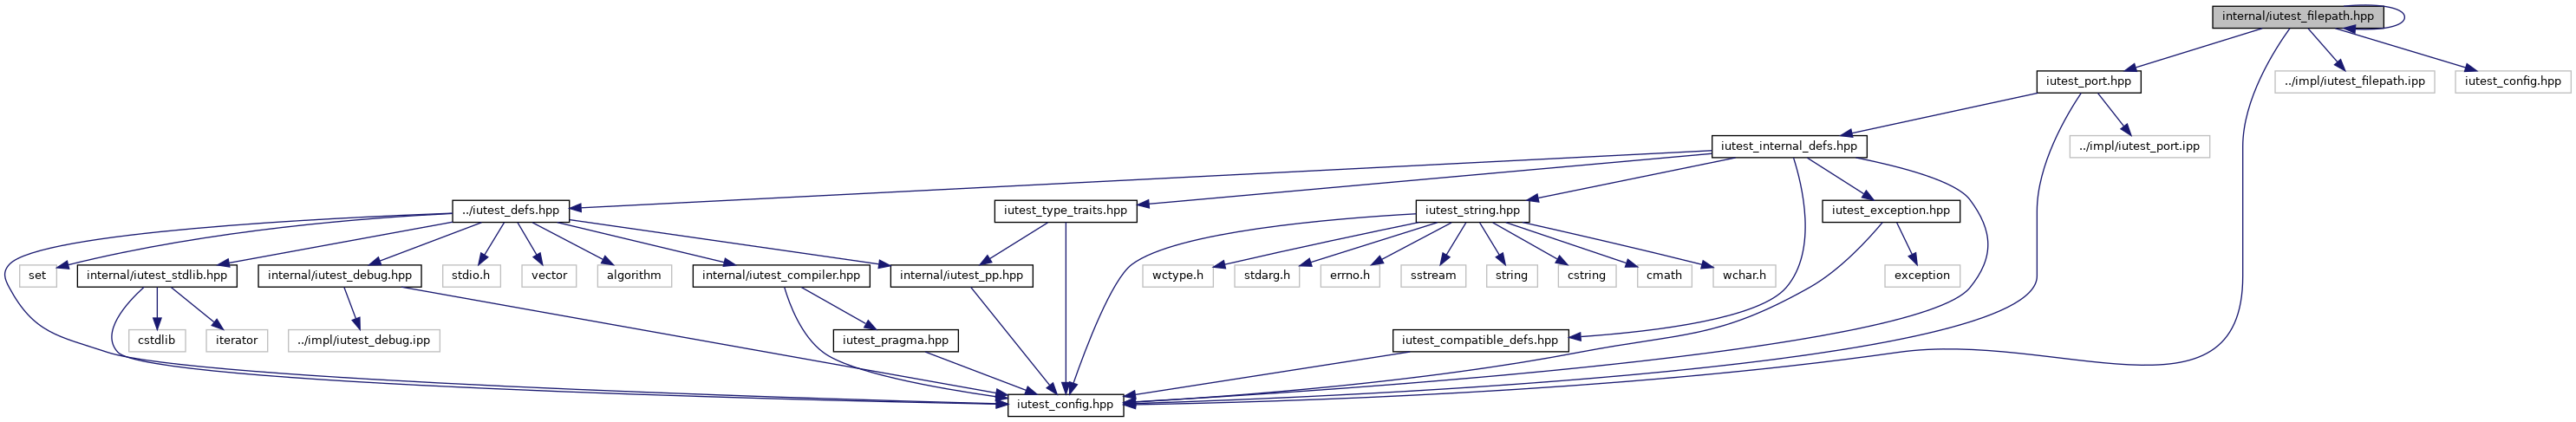 internal/iutest_filepath.hpp
iutest_port.hpp
../impl/iutest_filepath.ipp
iutest_config.hpp
iutest_internal_defs.hpp
../impl/iutest_port.ipp
../iutest_defs.hpp
iutest_type_traits.hpp
iutest_string.hpp
iutest_exception.hpp
set
internal/iutest_stdlib.hpp
internal/iutest_debug.hpp
stdio.h
vector
algorithm
internal/iutest_compiler.hpp
internal/iutest_pp.hpp
wctype.h
stdarg.h
errno.h
sstream
string
cstring
cmath
wchar.h
exception
cstdlib
iterator
../impl/iutest_debug.ipp
iutest_pragma.hpp
iutest_compatible_defs.hpp
iutest_config.hpp